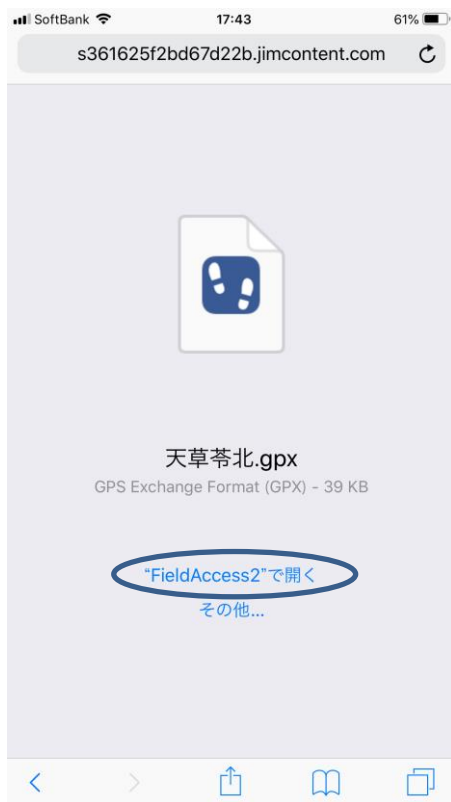 SoftBank 17:43 61%
s361625f2bd67d22b.jimcontent.com
天草苓北.gpx
GPS Exchange Format (GPX) - 39 KB
“FieldAccess2”で開く
その他...